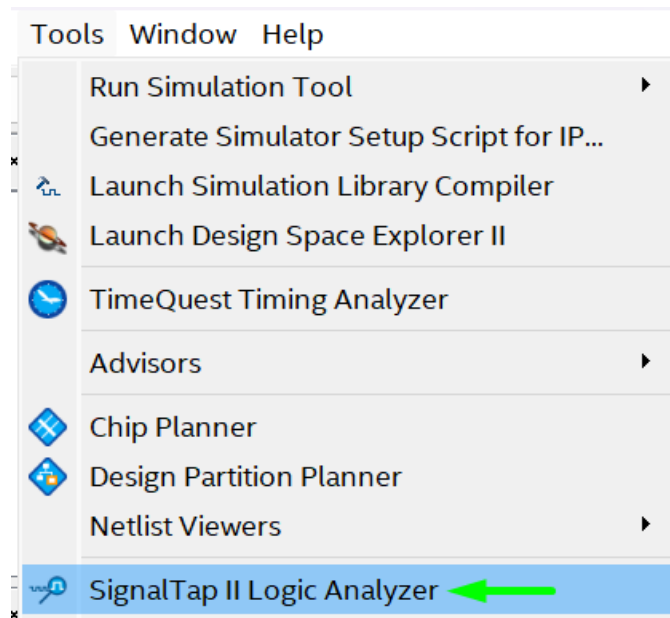 Tools Window Help
Run Simulation Tool
Generate Simulator Setup Script for IP...
Launch Simulation Library Compiler
Launch Design Space Explorer II
TimeQuest Timing Analyzer
Advisors
Chip Planner
Design Partition Planner
Netlist Viewers
SignalTap II Logic Analyzer